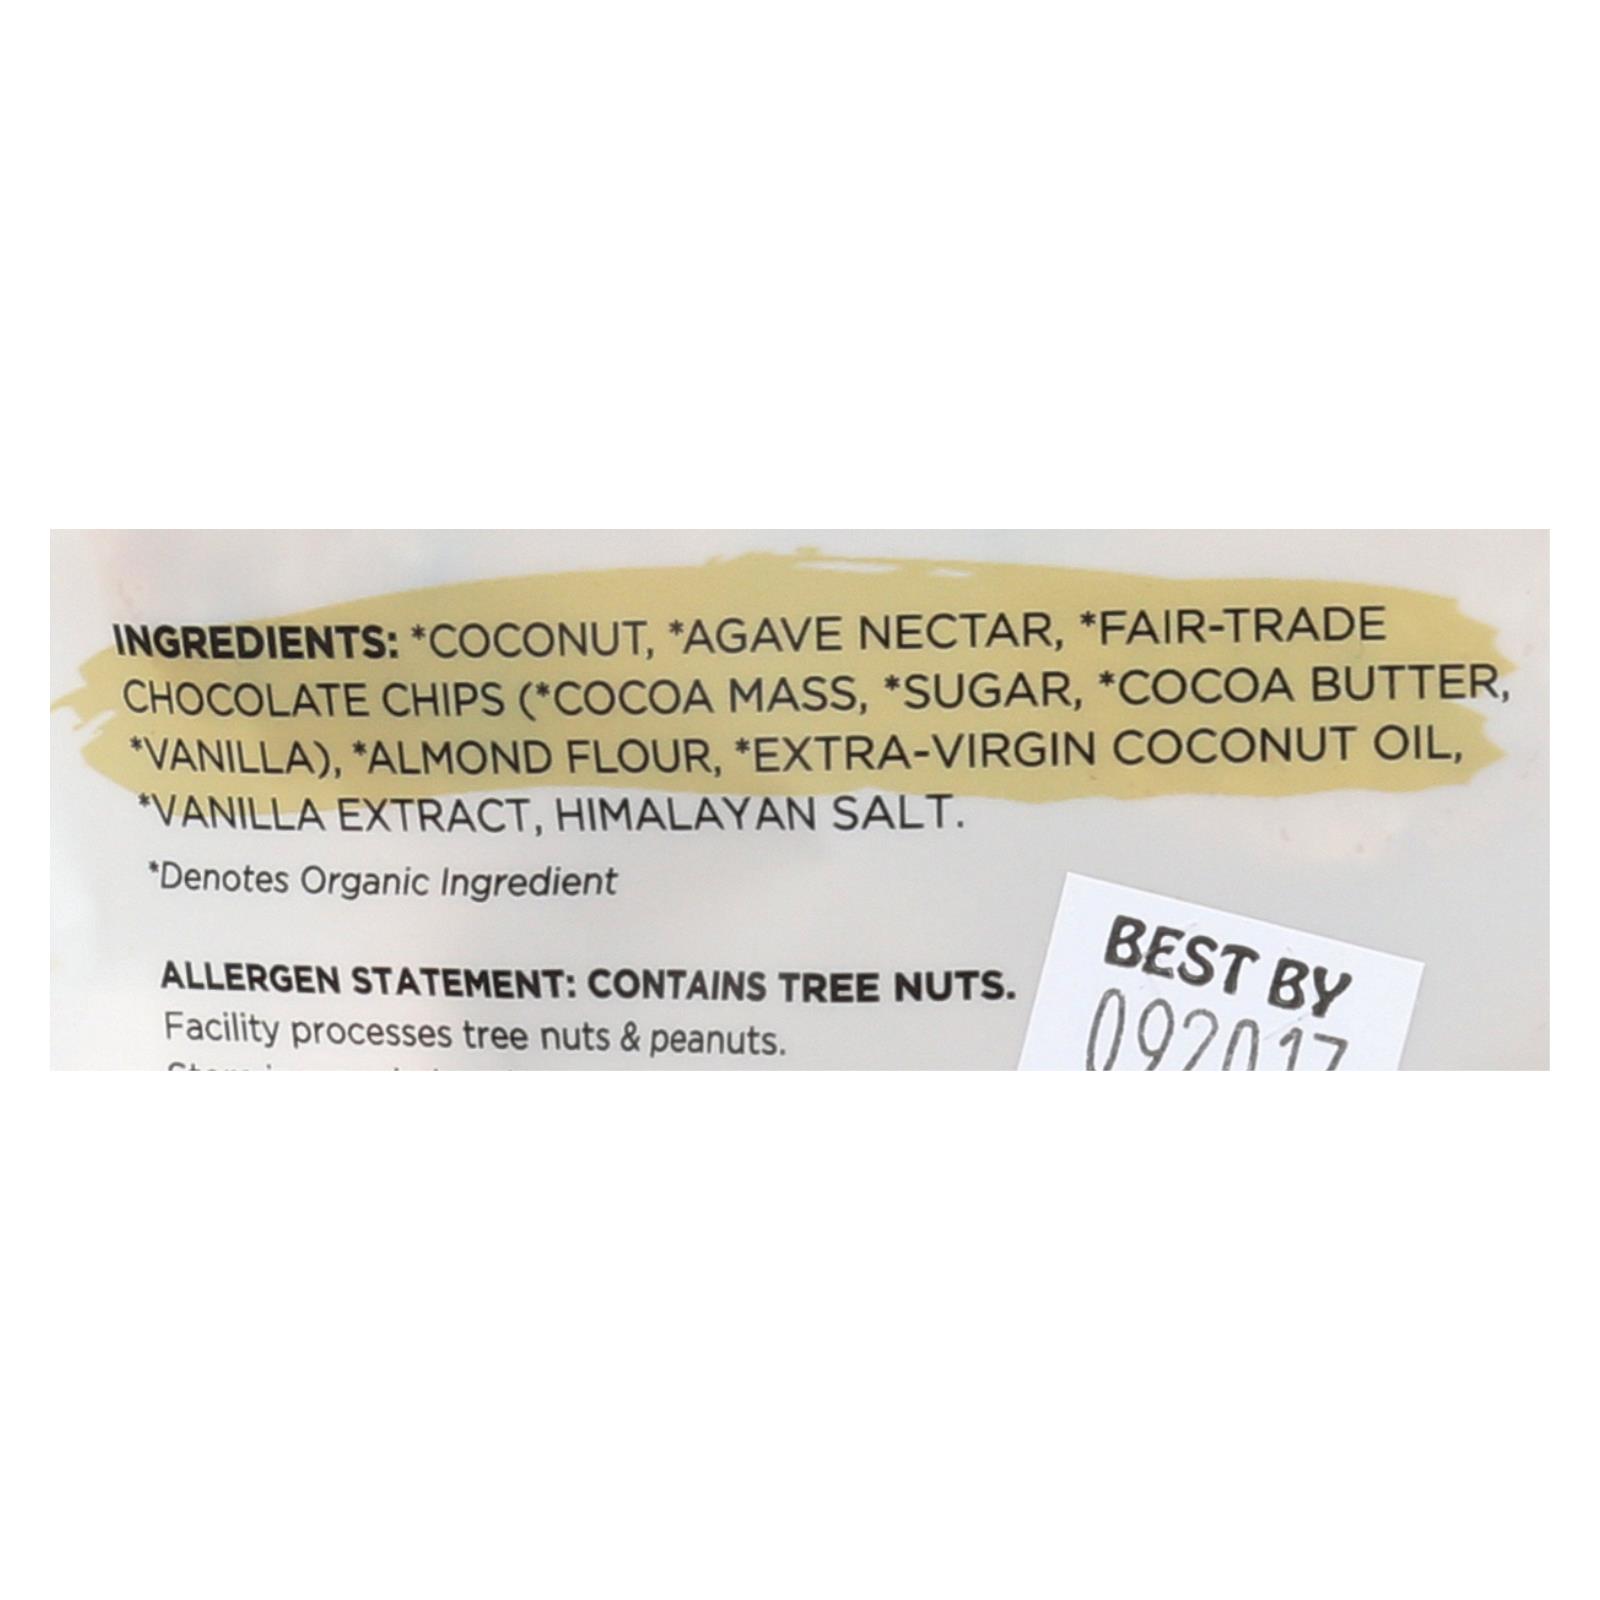 INGREDIENTS: *COCONUT, *AGAVE NECTAR, *FAIR-TRADE
CHOCOLATE CHIPS (*COCOA MASS, *SUGAR, *COCOA BUTTER,
*VANILLA), *ALMOND FLOUR, *EXTRA-VIRGIN COCONUT OIL,
*VANILLA EXTRACT, HIMALAYAN SALT.
*Denotes Organic Ingredient
ALLERGEN STATEMENT: CONTAINS TREE NUTS.
Facility processes tree nuts & peanuts.
BEST BY
092017